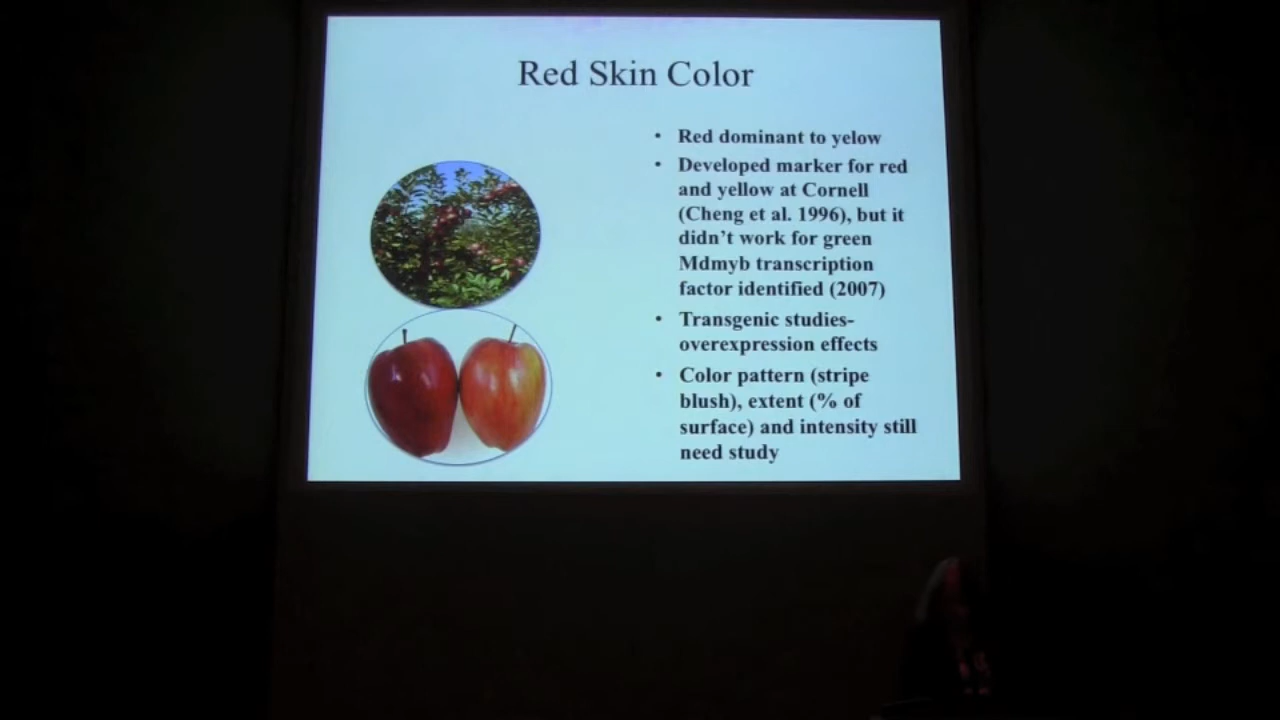 Red Skin Color
• Red dominant to yelow
• Developed marker for red
and yellow at Cornell
(Cheng et al. 1996), but it
didn't work for green
Mdmyb transcription
factor identified (2007)
• Transgenic studies-
overexpression effects
• Color pattern (stripe
blush), extent (% of
surface) and intensity still
need study